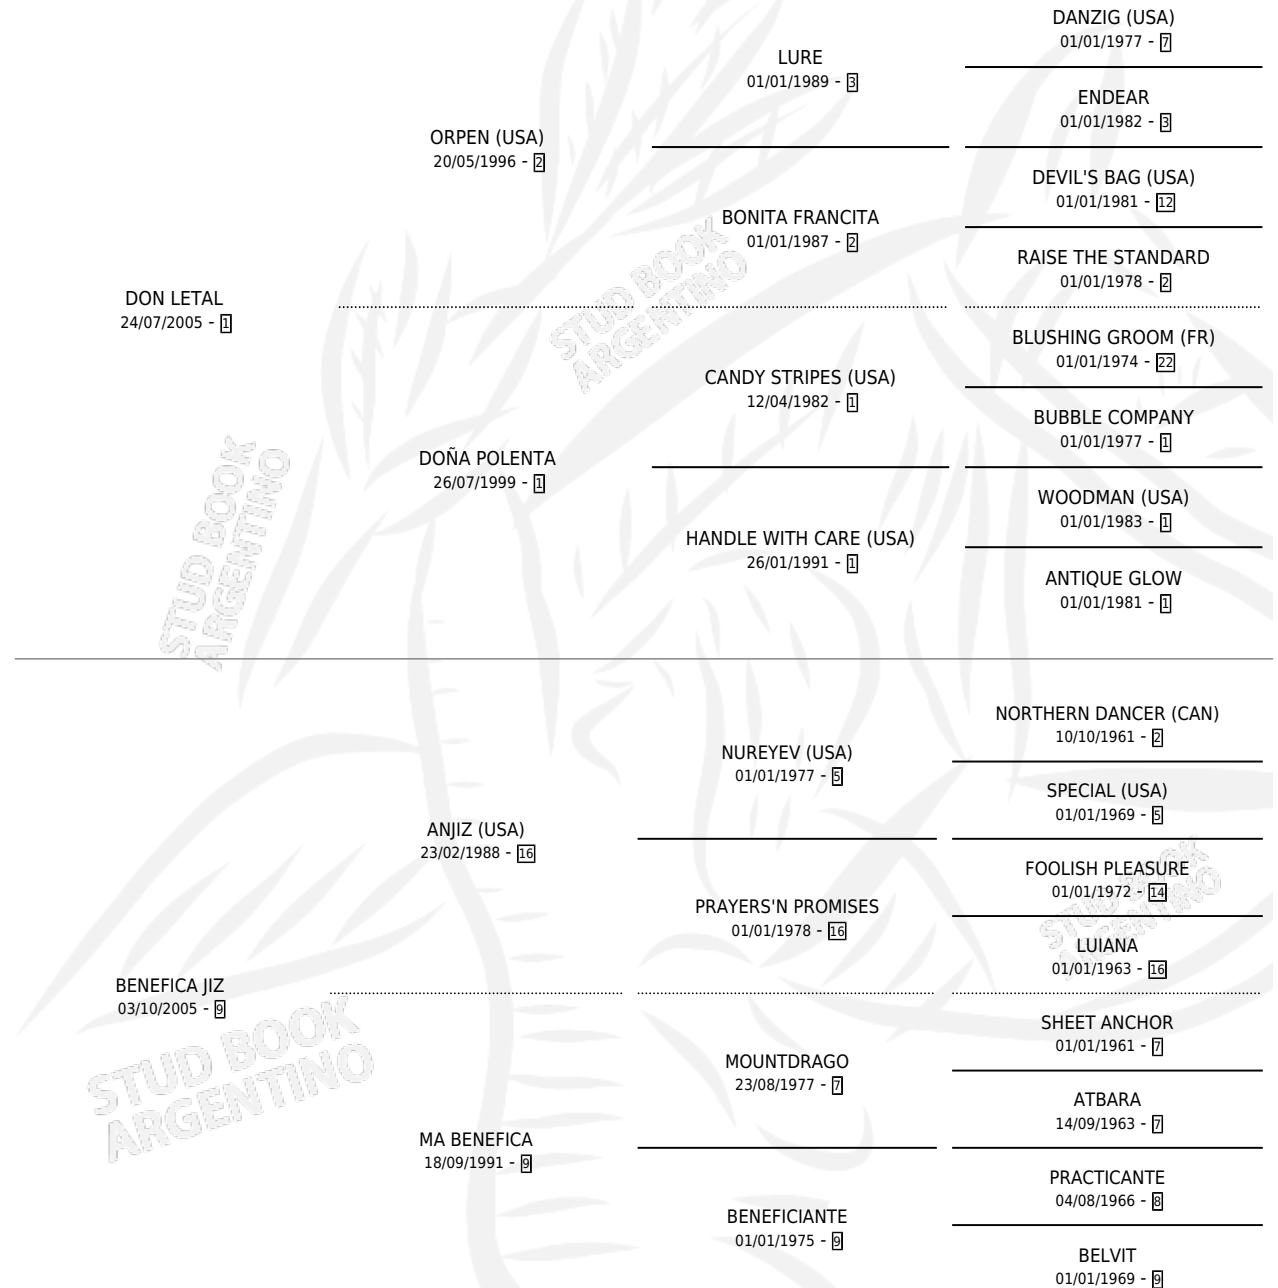 DANZIG (USA)
01/01/1977 - 7
LURE
01/01/1989 - 3
ENDEAR
01/01/1982 - 3
ORPEN (USA)
20/05/1996 - 2
DEVIL'S BAG (USA)
01/01/1981 - 12
BONITA FRANCITA
01/01/1987 - 2
RAISE THE STANDARD
01/01/1978 - 2
DON LETAL
24/07/2005 - 1
BLUSHING GROOM (FR)
01/01/1974 - 22
CANDY STRIPES (USA)
12/04/1982 - 1
BUBBLE COMPANY
01/01/1977 - 1
DOÑA POLENTA
26/07/1999 - 1
WOODMAN (USA)
01/01/1983 - 1
HANDLE WITH CARE (USA)
26/01/1991 - 1
ANTIQUE GLOW
01/01/1981 - 1
STUD BOOK
ARGENTINO
STUD BOOK
ARGENTINO
NORTHERN DANCER (CAN)
10/10/1961 - 2
NUREYEV (USA)
01/01/1977 - 5
SPECIAL (USA)
01/01/1969 - 5
ANJIZ (USA)
23/02/1988 - 16
FOOLISH PLEASURE
01/01/1972 - 14
PRAYERS'N PROMISES
01/01/1978 - 16
LUIANA
01/01/1963 - 16
STUD BOOK
ARGENTINO
BENEFICA JIZ
03/10/2005 - 9
SHEET ANCHOR
01/01/1961 - 7
MOUNTDRAGO
23/08/1977 - 7
ATBARA
14/09/1963 - 7
STUD BOOK
ARGENTINO
MA BENEFICA
18/09/1991 - 9
PRACTICANTE
04/08/1966 - 8
BENEFICIANTE
01/01/1975 - 9
BELVIT
01/01/1969 - 9